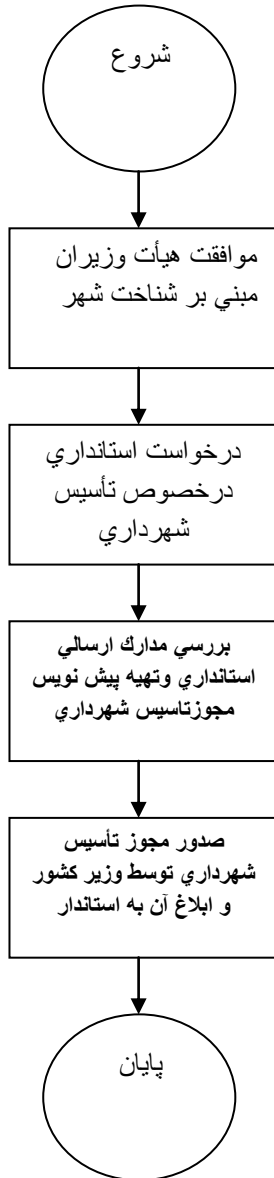 شروع
موافقت هيأت وزيران
مبني بر شناخت شهر
درخواست استانداري
درخصوص تأسيس
شهرداري
بررسي مدارك ارسالي
استانداري وتهيه پيش نويس
مجوزتاسيس شهرداري
صدور مجوز تأسيس
شهرداري توسط وزير كشور
و ابلاغ آن به استاندار
پايان